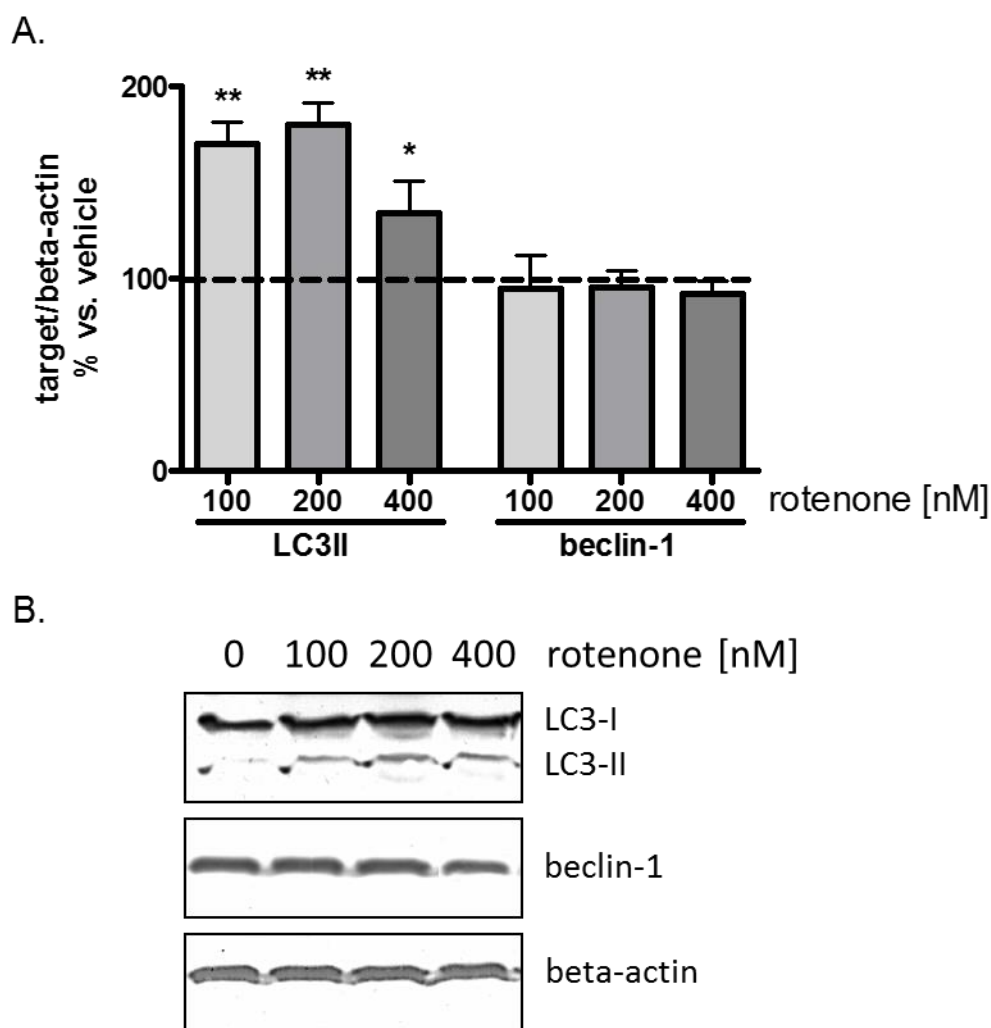 A.
target/beta-actin
% vs. vehicle
200
100
0
** ** *
100 200 400 100 200 400 rotenone [nM]
LC3II beclin-1
B.
0 100 200 400 rotenone [nM]
LC3-I
LC3-II
beclin-1
beta-actin